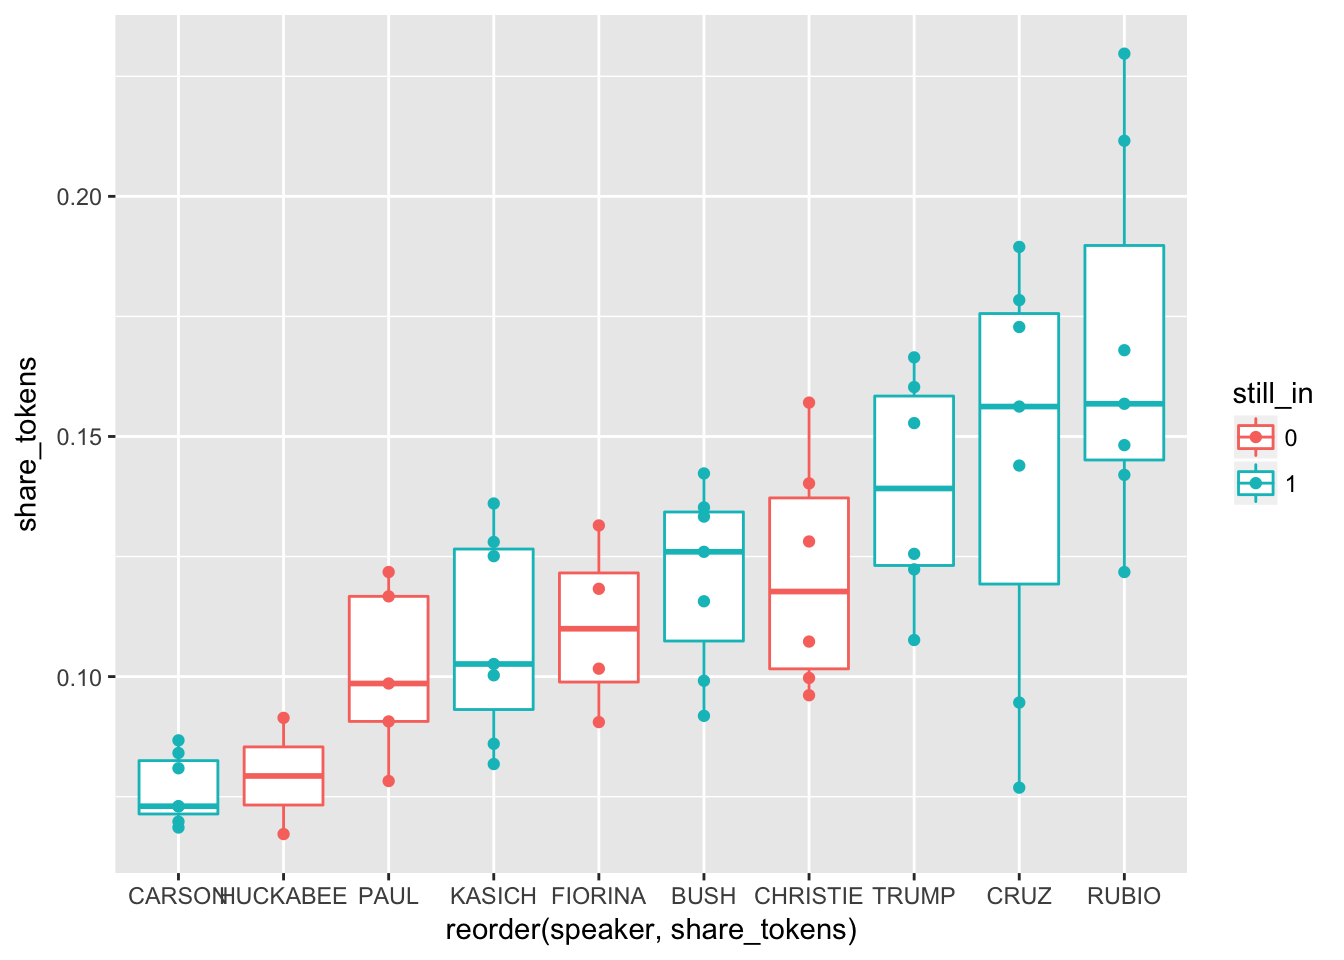 0.20
0.15
0.10
share_tokens
CARSON HUCKABEE PAUL KASICH FIORINA BUSH CHRISTIE TRUMP CRUZ RUBIO
reorder(speaker, share_tokens)
still_in
0
1